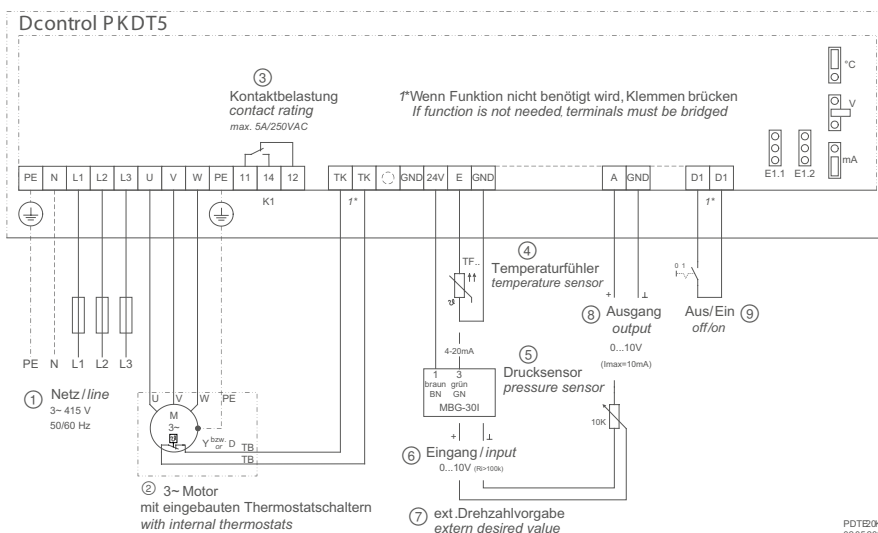 Dcontrol PKDT5
°C
V
mA
E1.1
E1.2
③
Kontaktbelastung
contact rating
max. 5A/250VAC
1*Wenn Funktion nicht benötigt wird, Klemmen brücken
If function is not needed, terminals must be bridged
PE N L1 L2 L3 U V W PE 11 14 12 TK TK GND 24V E GND A GND D1 D1
K1
1*
1*
④
TF..
Temperaturfühler
temperature sensor
4-20mA
⑤
Drucksensor
pressure sensor
1 3
braun grün
BN GN
MBG-30I
0 1
+ ⊥
⑧ Ausgang
output
0...10V
(Imax=10mA)
Aus/Ein ⑨
off/on
PE N L1 L2 L3
① Netz/line
3~ 415 V
50/60 Hz
U V W PE
M
3~
Y bzw. or D
TB
TB
② 3~ Motor
mit eingebauten Thermostatschaltern
with internal thermostats
+ ⊥
⑥ Eingang/input
0...10V (Ri>100k)
10K
⑦ ext.Drehzahlvorgabe
extern desired value